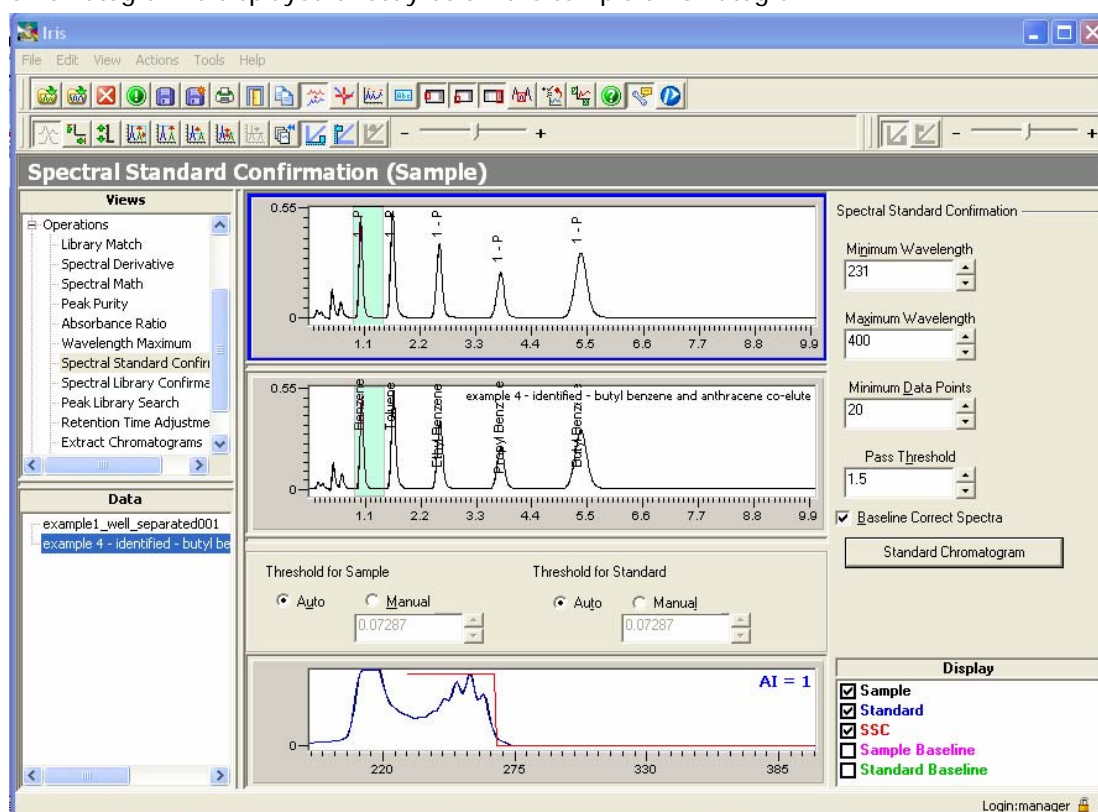 Iris
File Edit View Actions Tools Help
- +
- +
Spectral Standard Confirmation (Sample)
Views
Operations
Library Match
Spectral Derivative
Spectral Math
Peak Purity
Absorbance Ratio
Wavelength Maximum
Spectral Standard Confir
Spectral Library Confirma
Peak Library Search
Retention Time Adjustme
Extract Chromatograms
Data
example1_well_separated001
example 4 - identified - butyl be
0.55
1 - P
1 - P
1 - P
1 - P
1 - P
0
1.1 2.2 3.3 4.4 5.5 6.6 7.7 8.8 9.9
0.55
example 4 - identified - butyl benzene and anthracene co-elute
Benzene
Toluene
Ethyl Benzene
Propyl Benzene
Butyl Benzene
0
1.1 2.2 3.3 4.4 5.5 6.6 7.7 8.8 9.9
Threshold for Sample
Auto Manual
0.07287
Threshold for Standard
Auto Manual
0.07287
AI = 1
0
220 275 330 385
Spectral Standard Confirmation
Minimum Wavelength
231
Maximum Wavelength
400
Minimum Data Points
20
Pass Threshold
1.5
Baseline Correct Spectra
Standard Chromatogram
Display
Sample
Standard
SSC
Sample Baseline
Standard Baseline
Login:manager